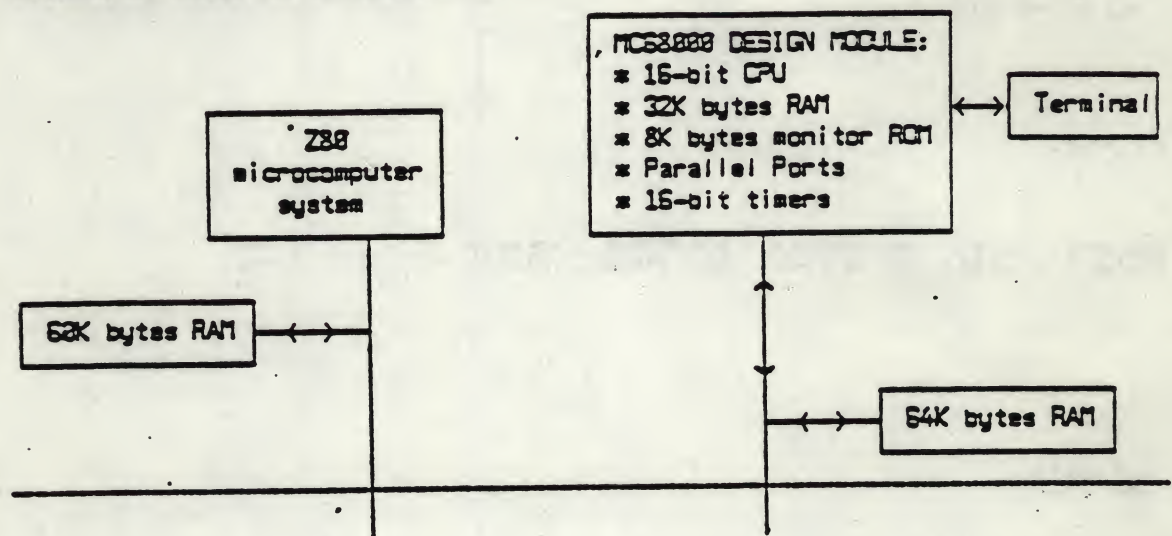 Z80
microcomputer
system
60K bytes RAM
MC68000 DESIGN MODULE:
* 16-bit CPU
* 32K bytes RAM
* 8K bytes monitor ROM
* Parallel Ports
* 16-bit timers
Terminal
64K bytes RAM